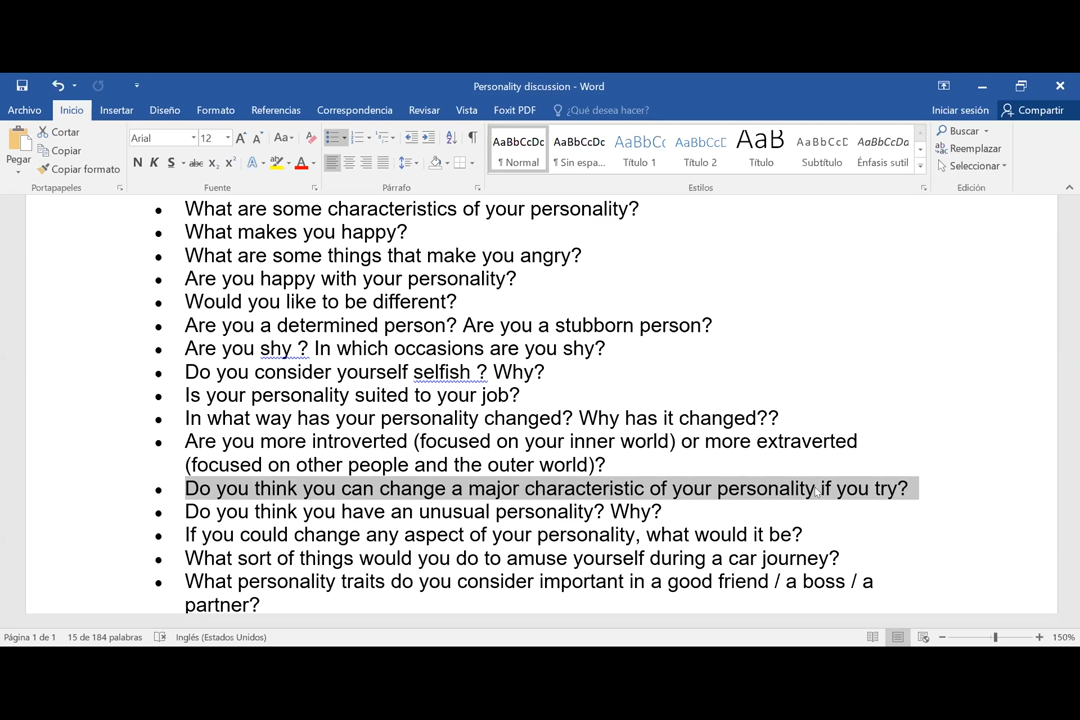 Personality discussion - Word
Archivo Inicio Insertar Diseño Formato Referencias Correspondencia Revisar Vista Foxit PDF ¿Qué desea hacer? Iniciar sesión Compartir
Pegar Cortar
Copiar
Copiar formato
Arial 12 Aa
N K S abc x₂ x² A A
AaBbCcDc AaBbCcDc AaBbCc AaBbCcC AaB AaBbCcD AaBbCcDc
¶ Normal ¶ Sin espa... Título 1 Título 2 Título Subtítulo Énfasis sutil
Buscar
Reemplazar
Seleccionar
Portapapeles Fuente Párrafo Estilos Edición
• What are some characteristics of your personality?
• What makes you happy?
• What are some things that make you angry?
• Are you happy with your personality?
• Would you like to be different?
• Are you a determined person? Are you a stubborn person?
• Are you shy ? In which occasions are you shy?
• Do you consider yourself selfish ? Why?
• Is your personality suited to your job?
• In what way has your personality changed? Why has it changed??
• Are you more introverted (focused on your inner world) or more extraverted
(focused on other people and the outer world)?
• Do you think you can change a major characteristic of your personality if you try?
• Do you think you have an unusual personality? Why?
• If you could change any aspect of your personality, what would it be?
• What sort of things would you do to amuse yourself during a car journey?
• What personality traits do you consider important in a good friend / a boss / a
partner?
Página 1 de 1 15 de 184 palabras Inglés (Estados Unidos) 150%